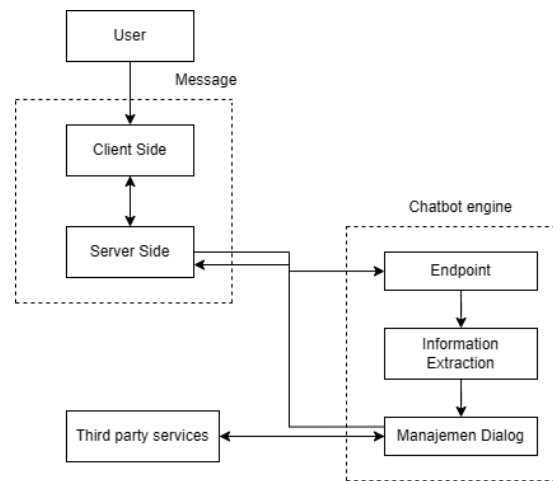 User
Message
Client Side
Server Side
Chatbot engine
Endpoint
Information
Extraction
Third party services
Manajemen Dialog